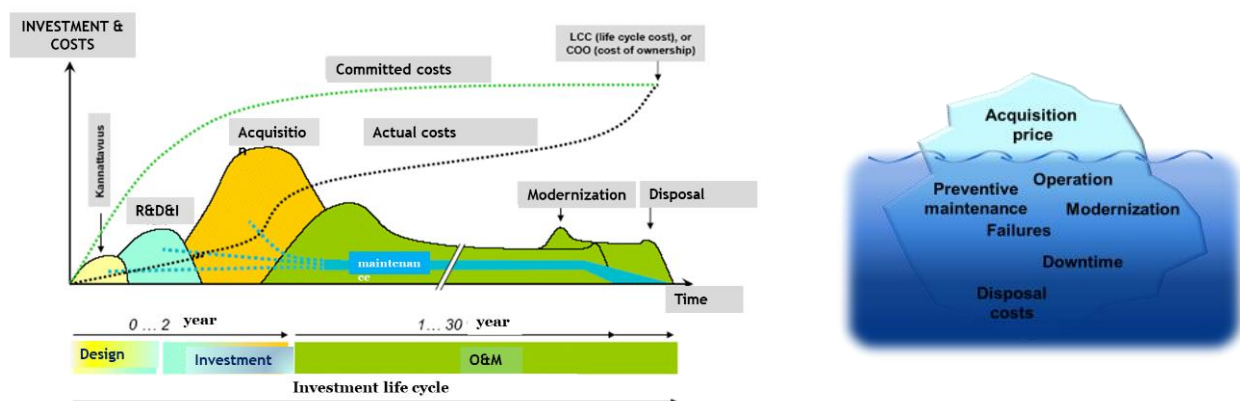 INVESTMENT &
COSTS
LCC (life cycle cost), or
COO (cost of ownership)
Committed costs
Acquisitio
n
Actual costs
Kannattavuus
R&D&I
Modernization
Disposal
maintenan
ce
Time
0 ... 2 year
1... 30 year
Design
Investment
O&M
Investment life cycle
Acquisition
price
Operation
Preventive
maintenance
Modernization
Failures
Downtime
Disposal
costs